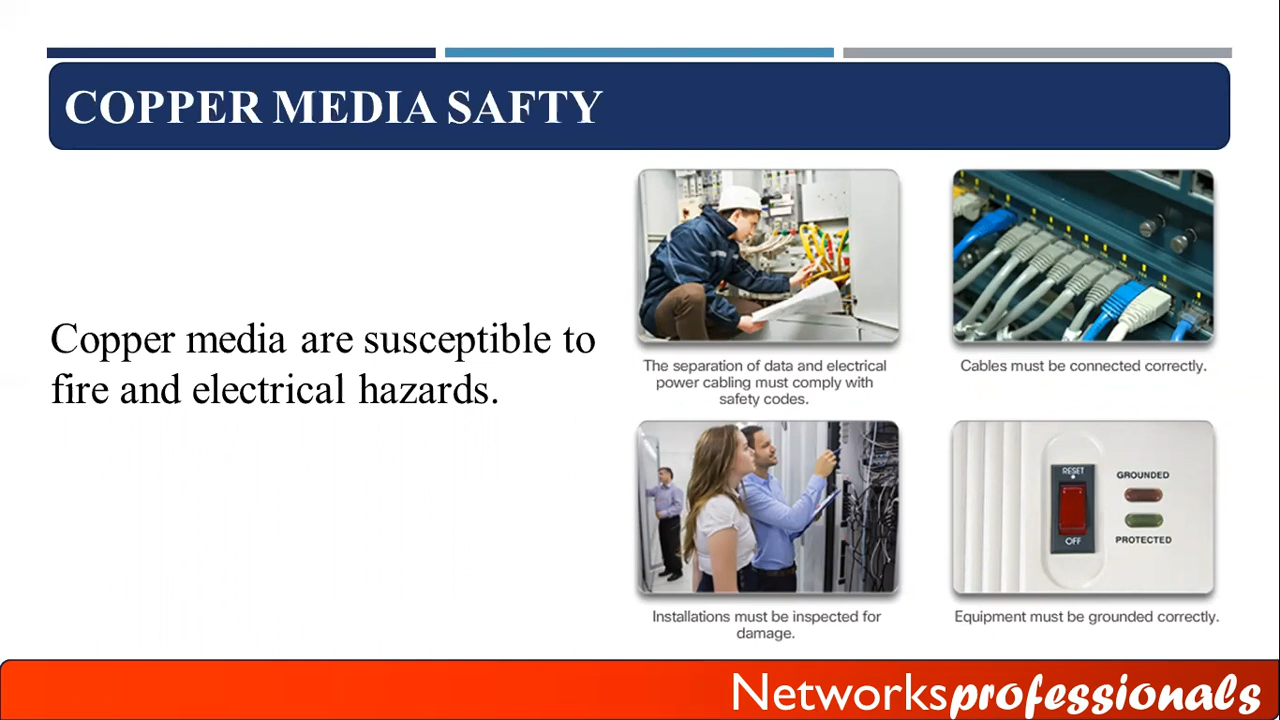 COPPER MEDIA SAFTY
Copper media are susceptible to
fire and electrical hazards.
The separation of data and electrical
power cabling must comply with
safety codes.
Cables must be connected correctly.
RESET
OFF
GROUNDED
PROTECTED
Installations must be inspected for
damage.
Equipment must be grounded correctly.
Networksprofessionals